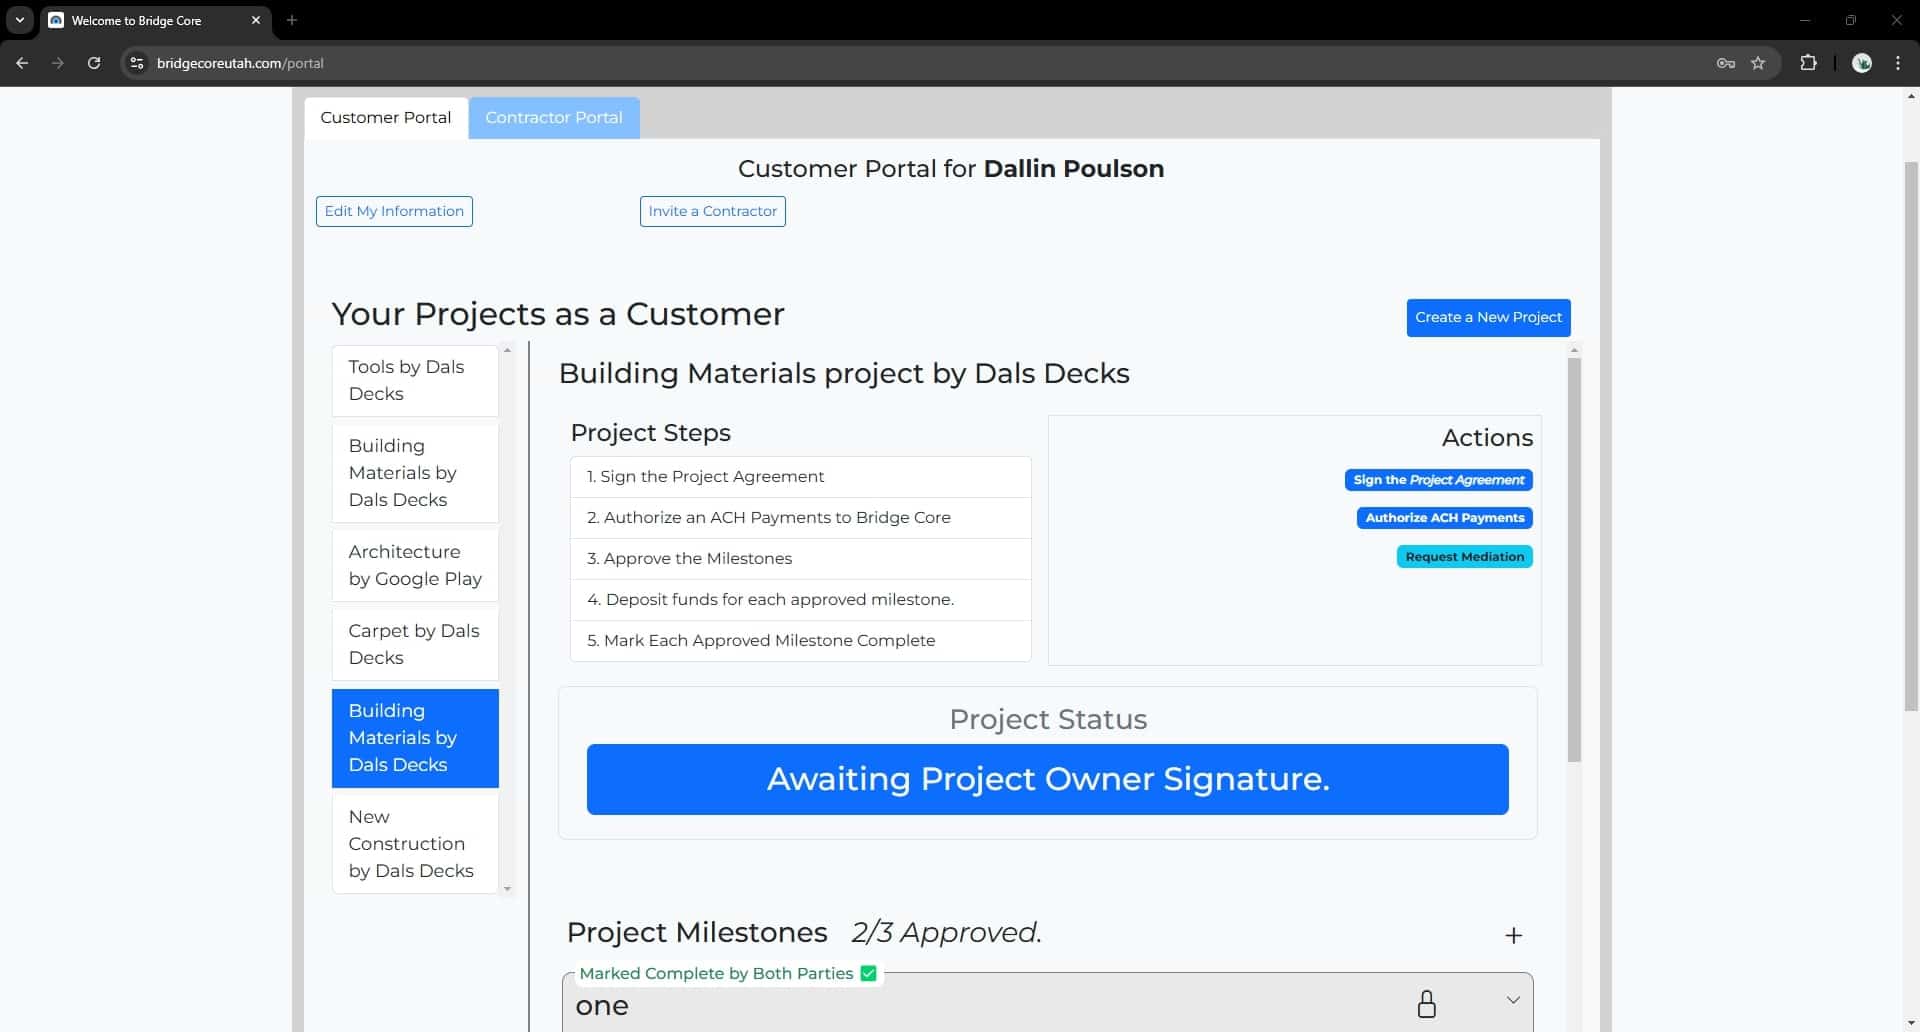 Welcome to Bridge Core
bridgecoreutah.com/portal
Customer Portal
Contractor Portal
Customer Portal for Dallin Poulson
Edit My Information
Invite a Contractor
Your Projects as a Customer
Create a New Project
Tools by Dals
Decks
Building
Materials by
Dals Decks
Architecture
by Google Play
Carpet by Dals
Decks
Building
Materials by
Dals Decks
New
Construction
by Dals Decks
Building Materials project by Dals Decks
Project Steps
1. Sign the Project Agreement
2. Authorize an ACH Payments to Bridge Core
3. Approve the Milestones
4. Deposit funds for each approved milestone.
5. Mark Each Approved Milestone Complete
Actions
Sign the Project Agreement
Authorize ACH Payments
Request Mediation
Project Status
Awaiting Project Owner Signature.
Project Milestones 2/3 Approved.
Marked Complete by Both Parties
one